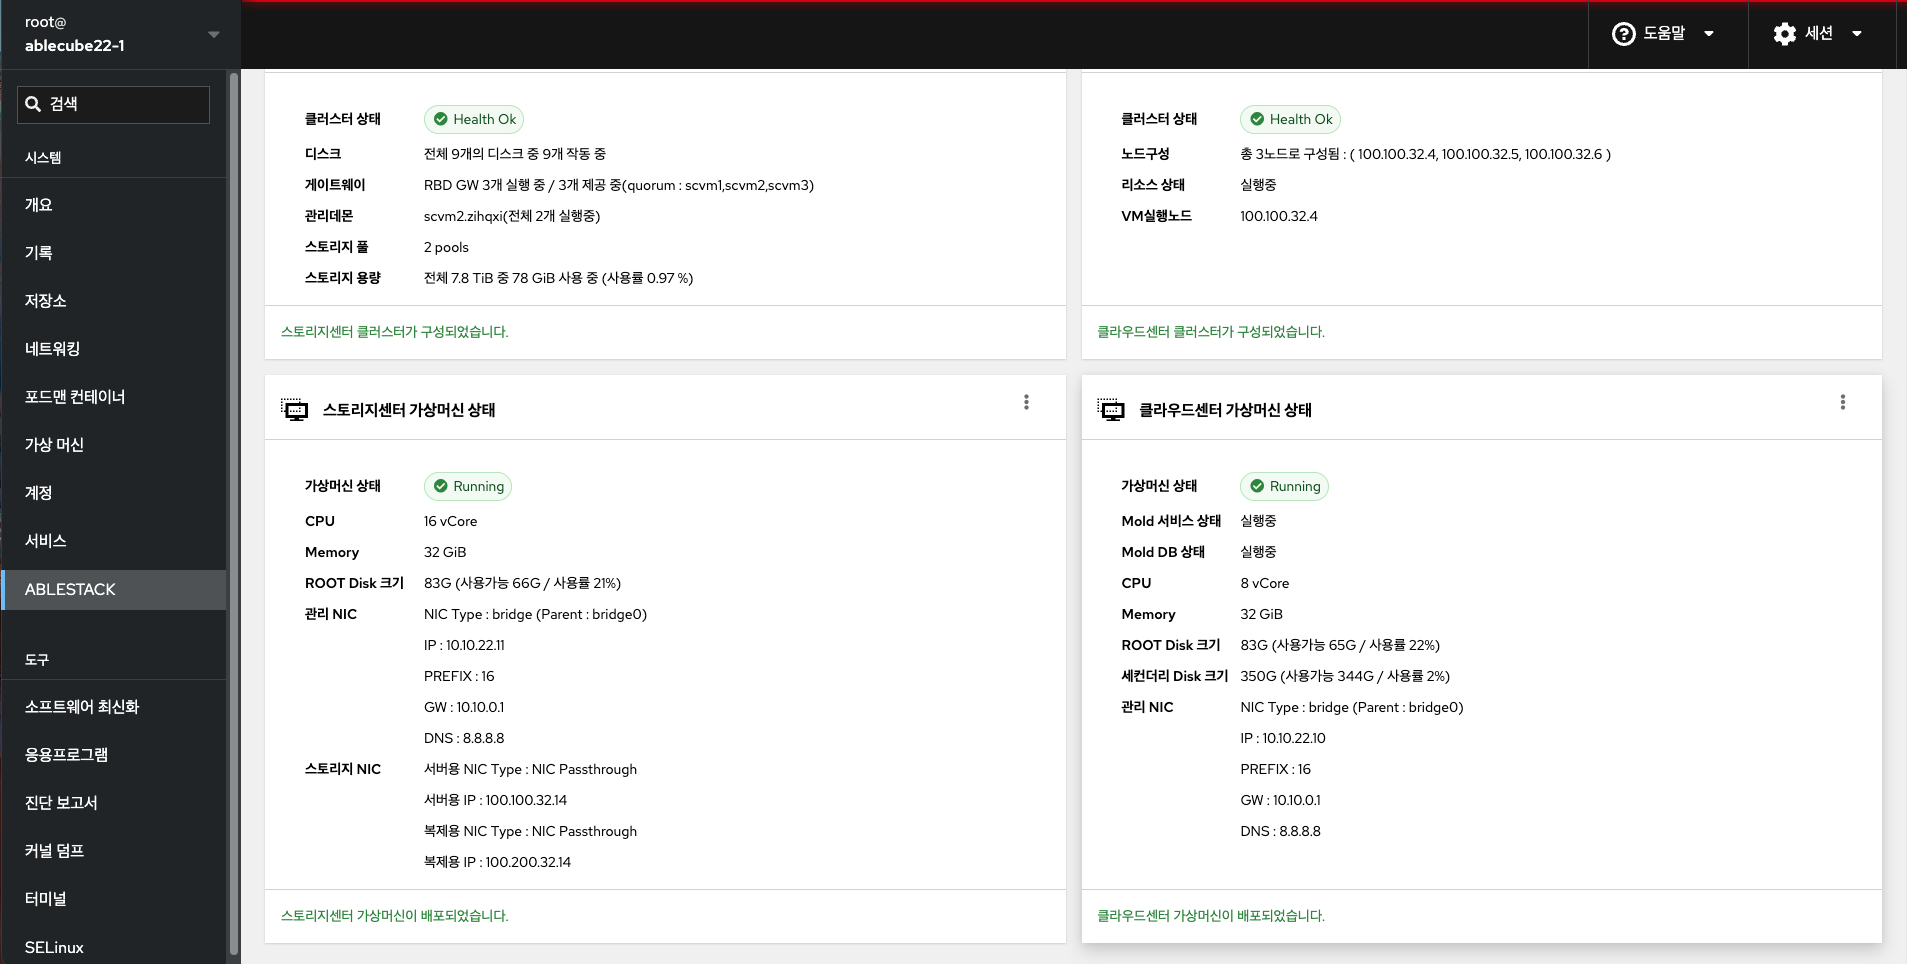 root@
ablecube22-1
도움말
세션
검색
시스템
개요
기록
저장소
네트워킹
포드맨 컨테이너
가상 머신
계정
서비스
ABLESTACK
도구
소프트웨어 최신화
응용프로그램
진단 보고서
커널 덤프
터미널
SELinux
클러스터 상태 Health Ok
디스크 전체 9개의 디스크 중 9개 작동 중
게이트웨이 RBD GW 3개 실행 중 / 3개 제공 중(quorum : scvm1,scvm2,scvm3)
관리데몬 scvm2.zihqxi(전체 2개 실행중)
스토리지 풀 2 pools
스토리지 용량 전체 7.8 TiB 중 78 GiB 사용 중 (사용률 0.97 %)
스토리지센터 클러스터가 구성되었습니다.
클러스터 상태 Health Ok
노드구성 총 3노드로 구성됨 : ( 100.100.32.4, 100.100.32.5, 100.100.32.6 )
리소스 상태 실행중
VM실행노드 100.100.32.4
클라우드센터 클러스터가 구성되었습니다.
스토리지센터 가상머신 상태
가상머신 상태 Running
CPU 16 vCore
Memory 32 GiB
ROOT Disk 크기 83G (사용가능 66G / 사용률 21%)
관리 NIC NIC Type : bridge (Parent : bridge0)
IP : 10.10.22.11
PREFIX : 16
GW : 10.10.0.1
DNS : 8.8.8.8
스토리지 NIC 서버용 NIC Type : NIC Passthrough
서버용 IP : 100.100.32.14
복제용 NIC Type : NIC Passthrough
복제용 IP : 100.200.32.14
스토리지센터 가상머신이 배포되었습니다.
클라우드센터 가상머신 상태
가상머신 상태 Running
Mold 서비스 상태 실행중
Mold DB 상태 실행중
CPU 8 vCore
Memory 32 GiB
ROOT Disk 크기 83G (사용가능 65G / 사용률 22%)
세컨더리 Disk 크기 350G (사용가능 344G / 사용률 2%)
관리 NIC NIC Type : bridge (Parent : bridge0)
IP : 10.10.22.10
PREFIX : 16
GW : 10.10.0.1
DNS : 8.8.8.8
클라우드센터 가상머신이 배포되었습니다.